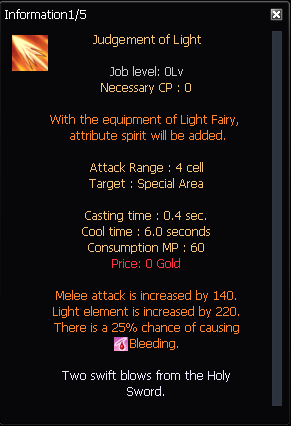 Information1/5
Judgement of Light
Job level: 0Lv
Necessary CP : 0
With the equipment of Light Fairy,
attribute spirit will be added.
Attack Range : 4 cell
Target : Special Area
Casting time : 0.4 sec.
Cool time : 6.0 seconds
Consumption MP : 60
Price: 0 Gold
Melee attack is increased by 140.
Light element is increased by 220.
There is a 25% chance of causing
Bleeding.
Two swift blows from the Holy
Sword.